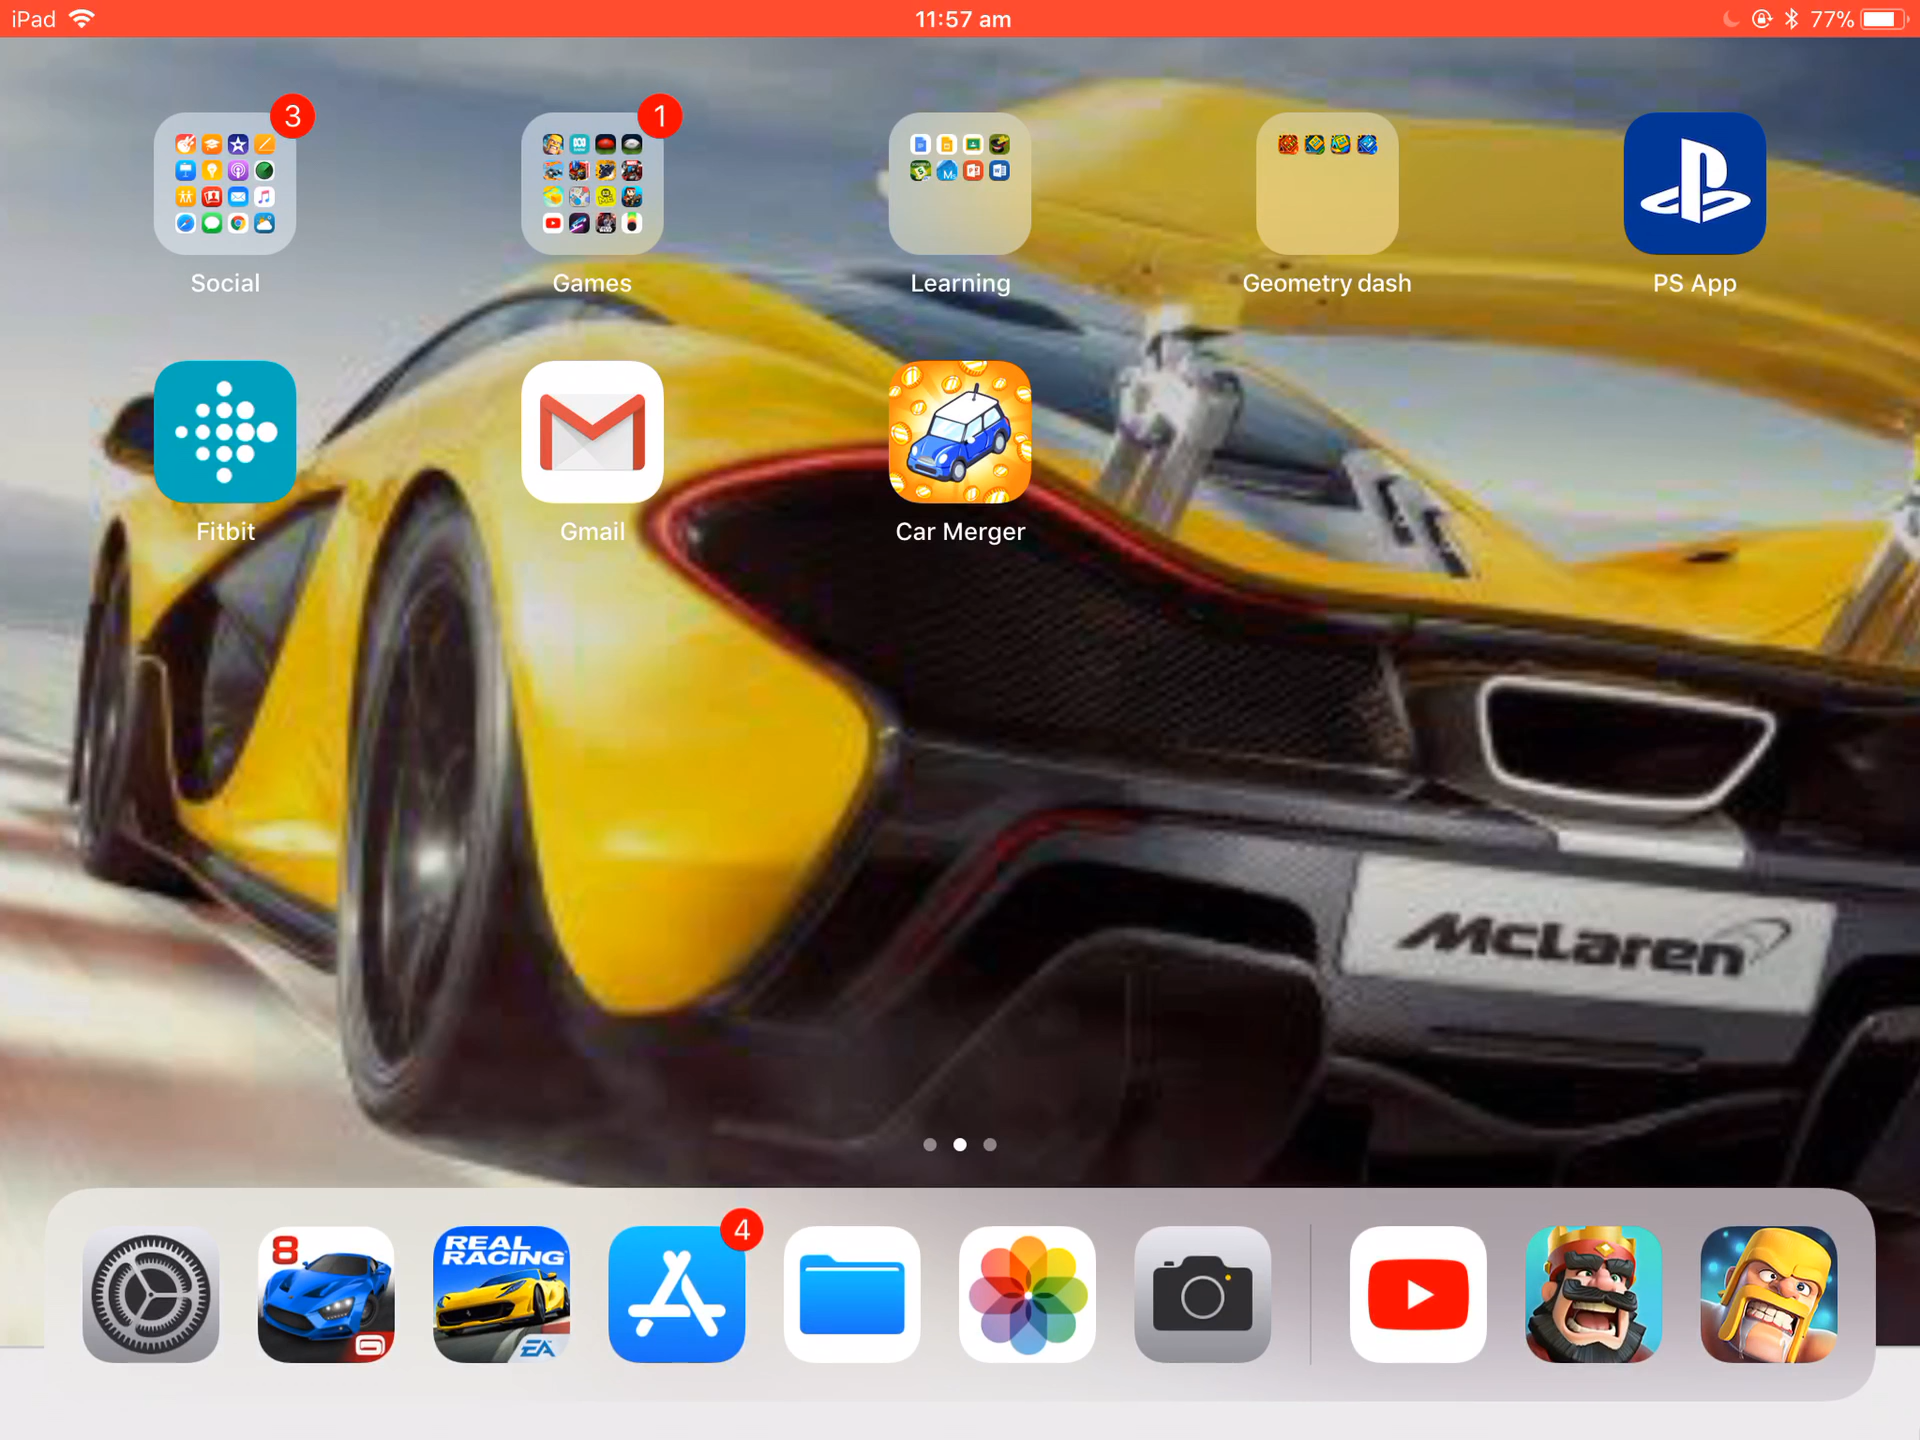 iPad 11:57 am 77%
3 1
Social Games Learning Geometry dash PS App
Fitbit Gmail Car Merger
McLaren
4
8
REAL
RACING
EA